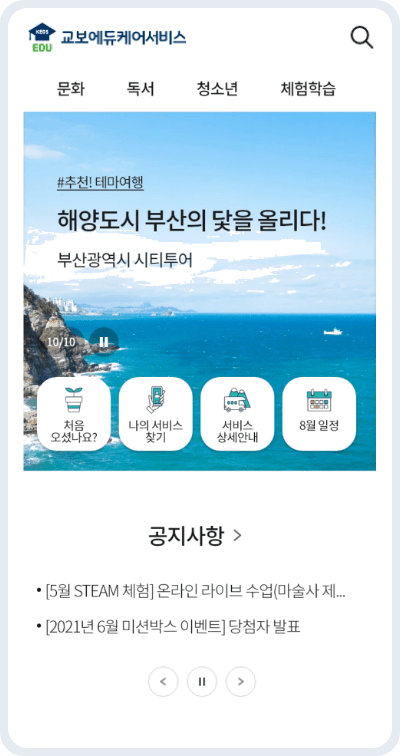 KEDS
EDU
교보에듀케어서비스
문화 독서 청소년 체험학습
#추천! 테마여행
해양도시 부산의 닻을 올리다!
부산광역시 시티투어
10/10
처음
오셨나요?
나의 서비스
찾기
서비스
상세안내
8월 일정
공지사항 >
• [5월 STEAM 체험] 온라인 라이브 수업(마술사 제...
• [2021년 6월 미션박스 이벤트] 당첨자 발표